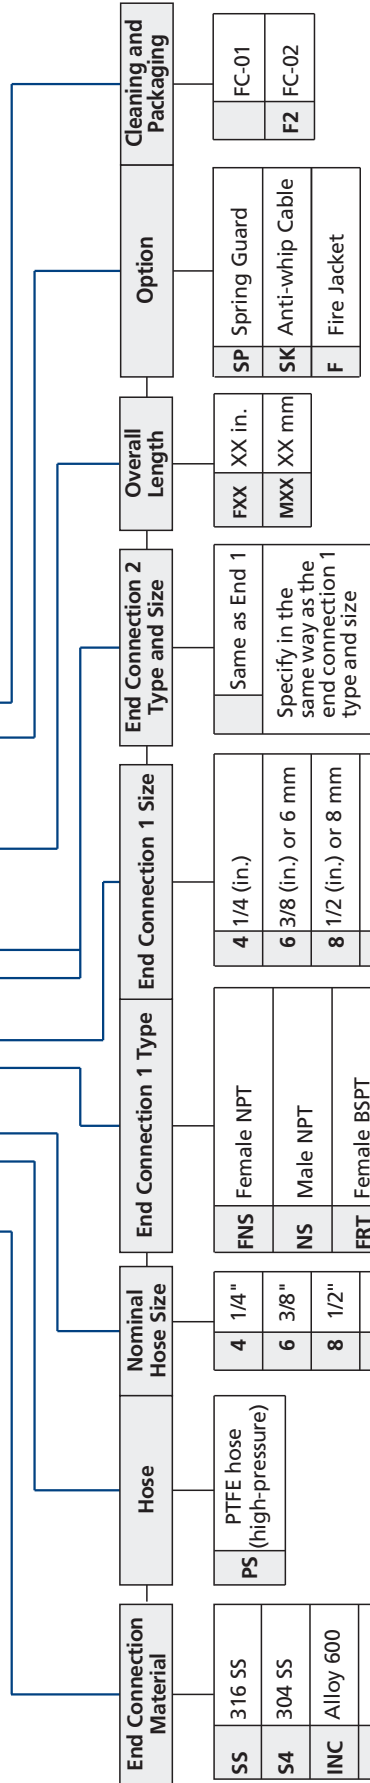 End Connection
Material
SS 316 SS
S4 304 SS
INC Alloy 600
Hose
PS PTFE hose
(high-pressure)
Nominal
Hose Size
4 1/4"
6 3/8"
8 1/2"
End Connection 1 Type
FNS Female NPT
NS Male NPT
FRT Female BSPT
End Connection 1 Size
4 1/4 (in.)
6 3/8 (in.) or 6 mm
8 1/2 (in.) or 8 mm
End Connection 2
Type and Size
Same as End 1
Specify in the
same way as the
end connection 1
type and size
Overall
Length
FXX XX in.
MXX XX mm
Option
SP Spring Guard
SK Anti-whip Cable
F Fire Jacket
Cleaning and
Packaging
FC-01
F2 FC-02